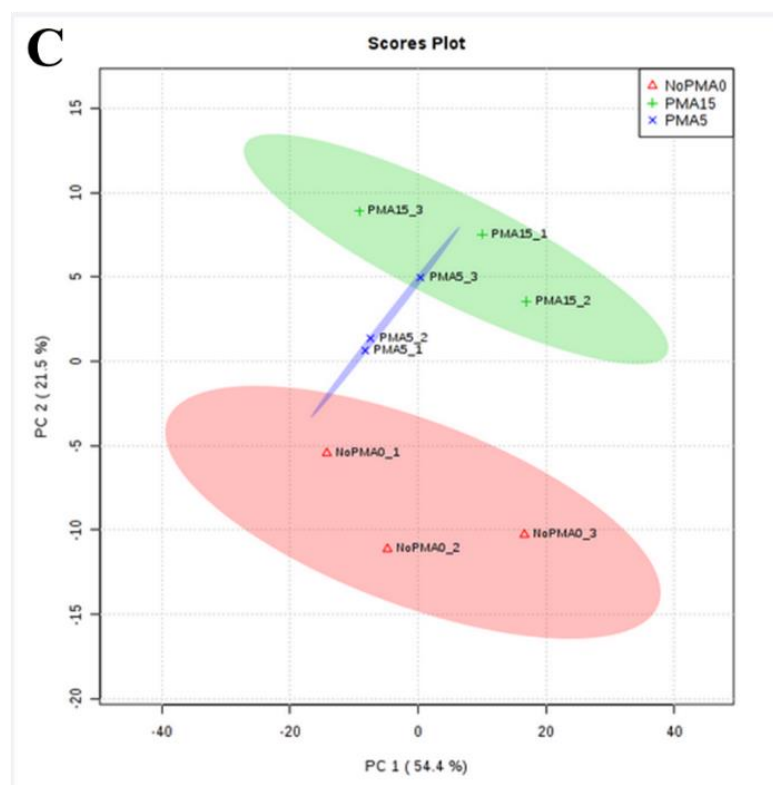 C
Scores Plot
NoPMA0
PMA15
PMA5
15
10
5
0
-5
-10
-15
-20
PC 2 ( 21.5 %)
PMA15_3
PMA15_1
PMA5_3
PMA15_2
PMA5_2
PMA5_1
NoPMA0_1
NoPMA0_3
NoPMA0_2
-40
-20
0
20
40
PC 1 ( 54.4 %)